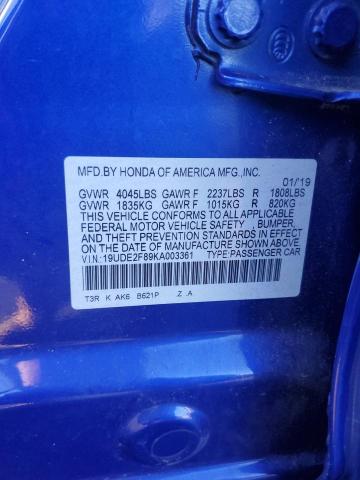 MFD.BY HONDA OF AMERICA MFG.,INC.
01/19
GVWR 4045LBS GAWR F 2237LBS R 1808LBS
GVWR 1835KG GAWR F 1015KG R 820KG
THIS VEHICLE CONFORMS TO ALL APPLICABLE
FEDERAL MOTOR VEHICLE SAFETY , BUMPER,
AND THEFT PREVENTION STANDARDS IN EFFECT
ON THE DATE OF MANUFACTURE SHOWN ABOVE.
V.I.N.:19UDE2F89KA003361 TYPE:PASSENGER CAR
T3R K AK6 B621P Z .A